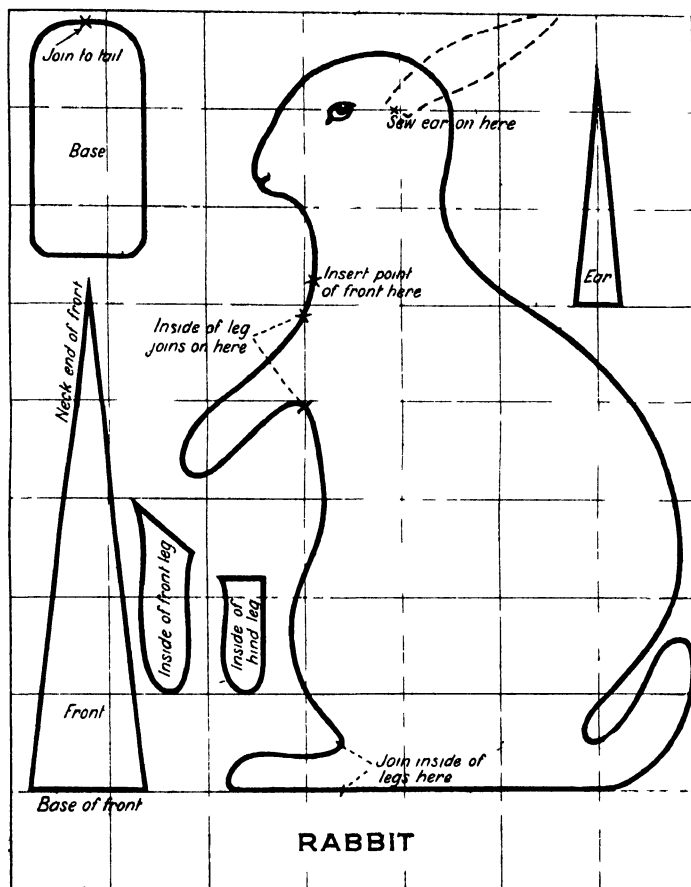 Join to tail
Base
Sew ear on here
Ear
Insert point
of front here
Inside of leg
joins on here
Neck end of front
Inside of front leg
Inside of
hind leg
Front
Base of front
Join inside of
legs here
RABBIT